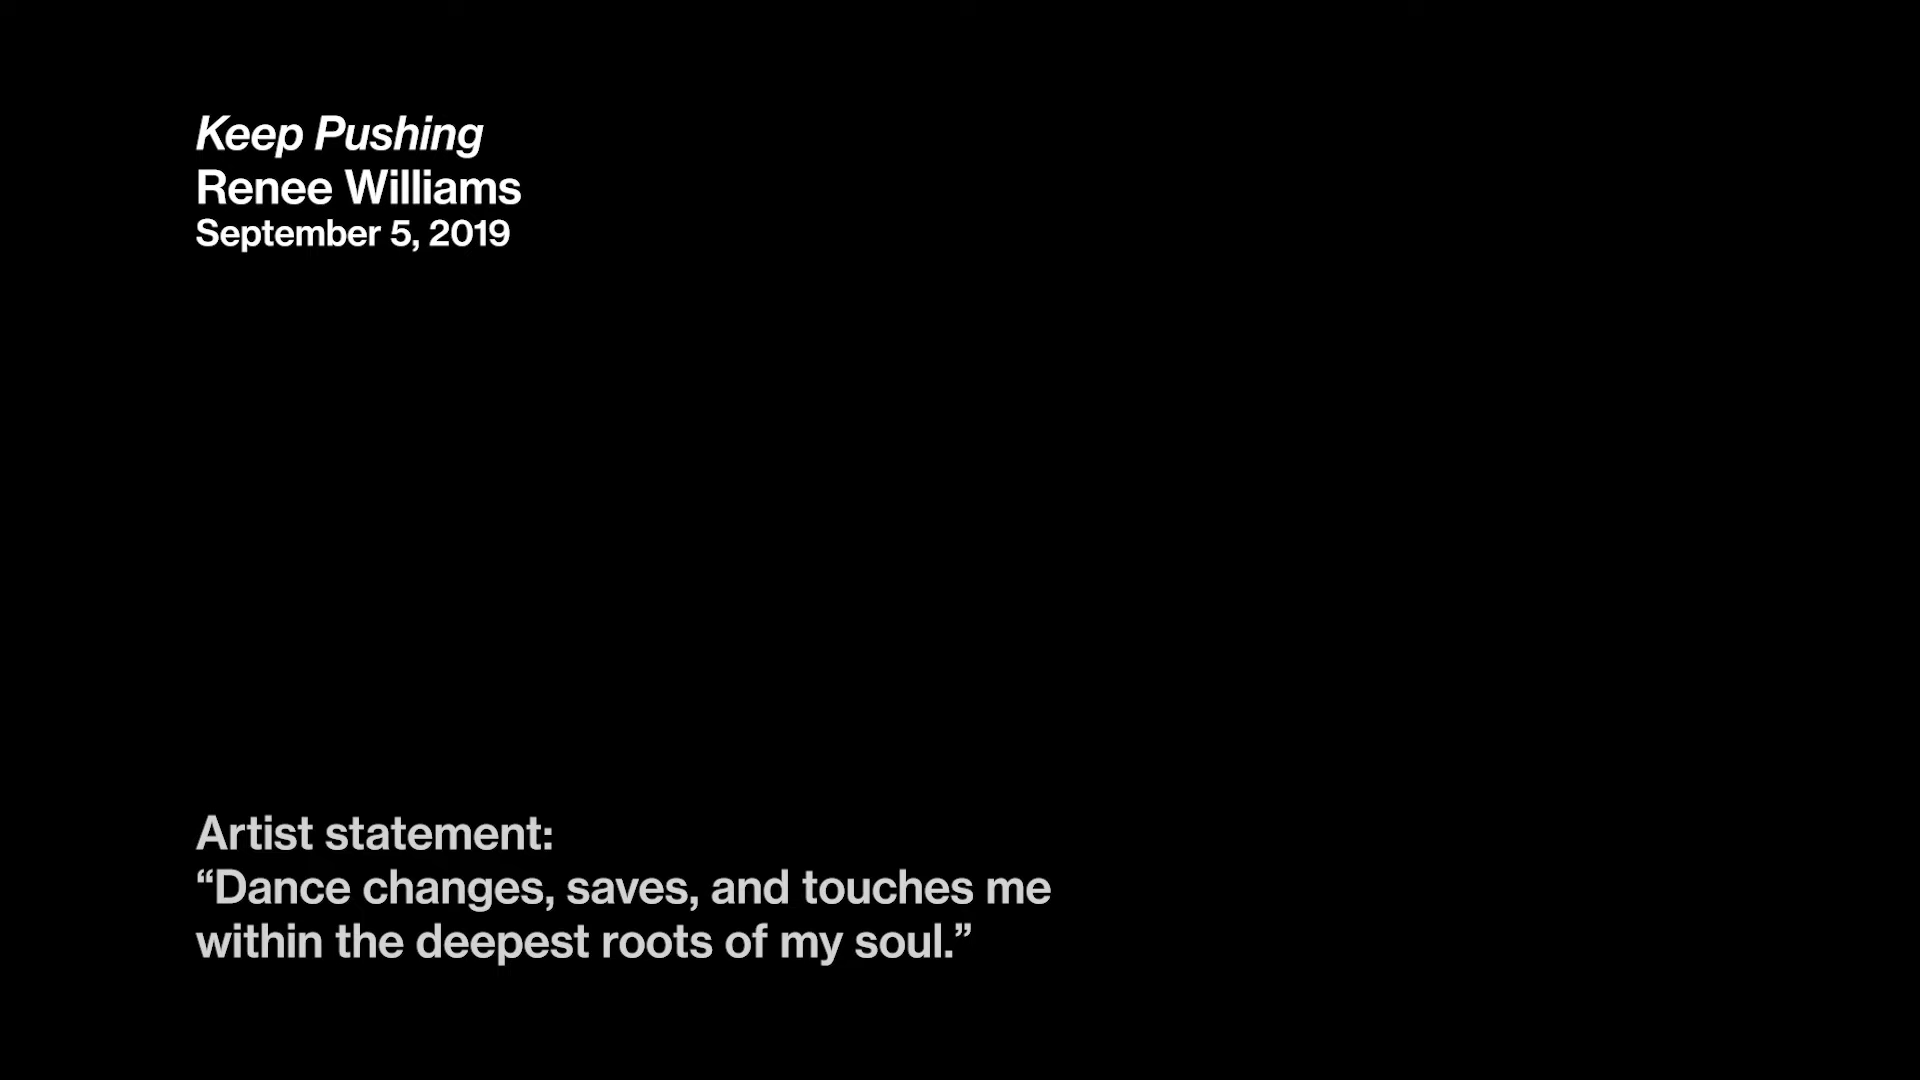 Keep Pushing
Renee Williams
September 5, 2019
Artist statement:
“Dance changes, saves, and touches me
within the deepest roots of my soul.”